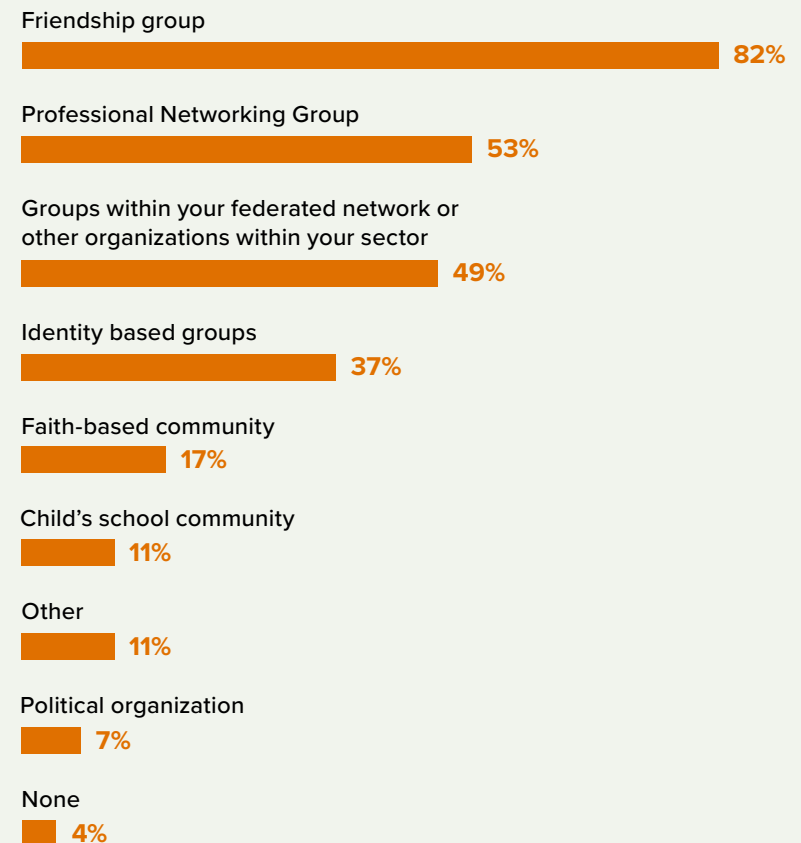 Friendship group
82%
Professional Networking Group
53%
Groups within your federated network or
other organizations within your sector
49%
Identity based groups
37%
Faith-based community
17%
Child’s school community
11%
Other
11%
Political organization
7%
None
4%